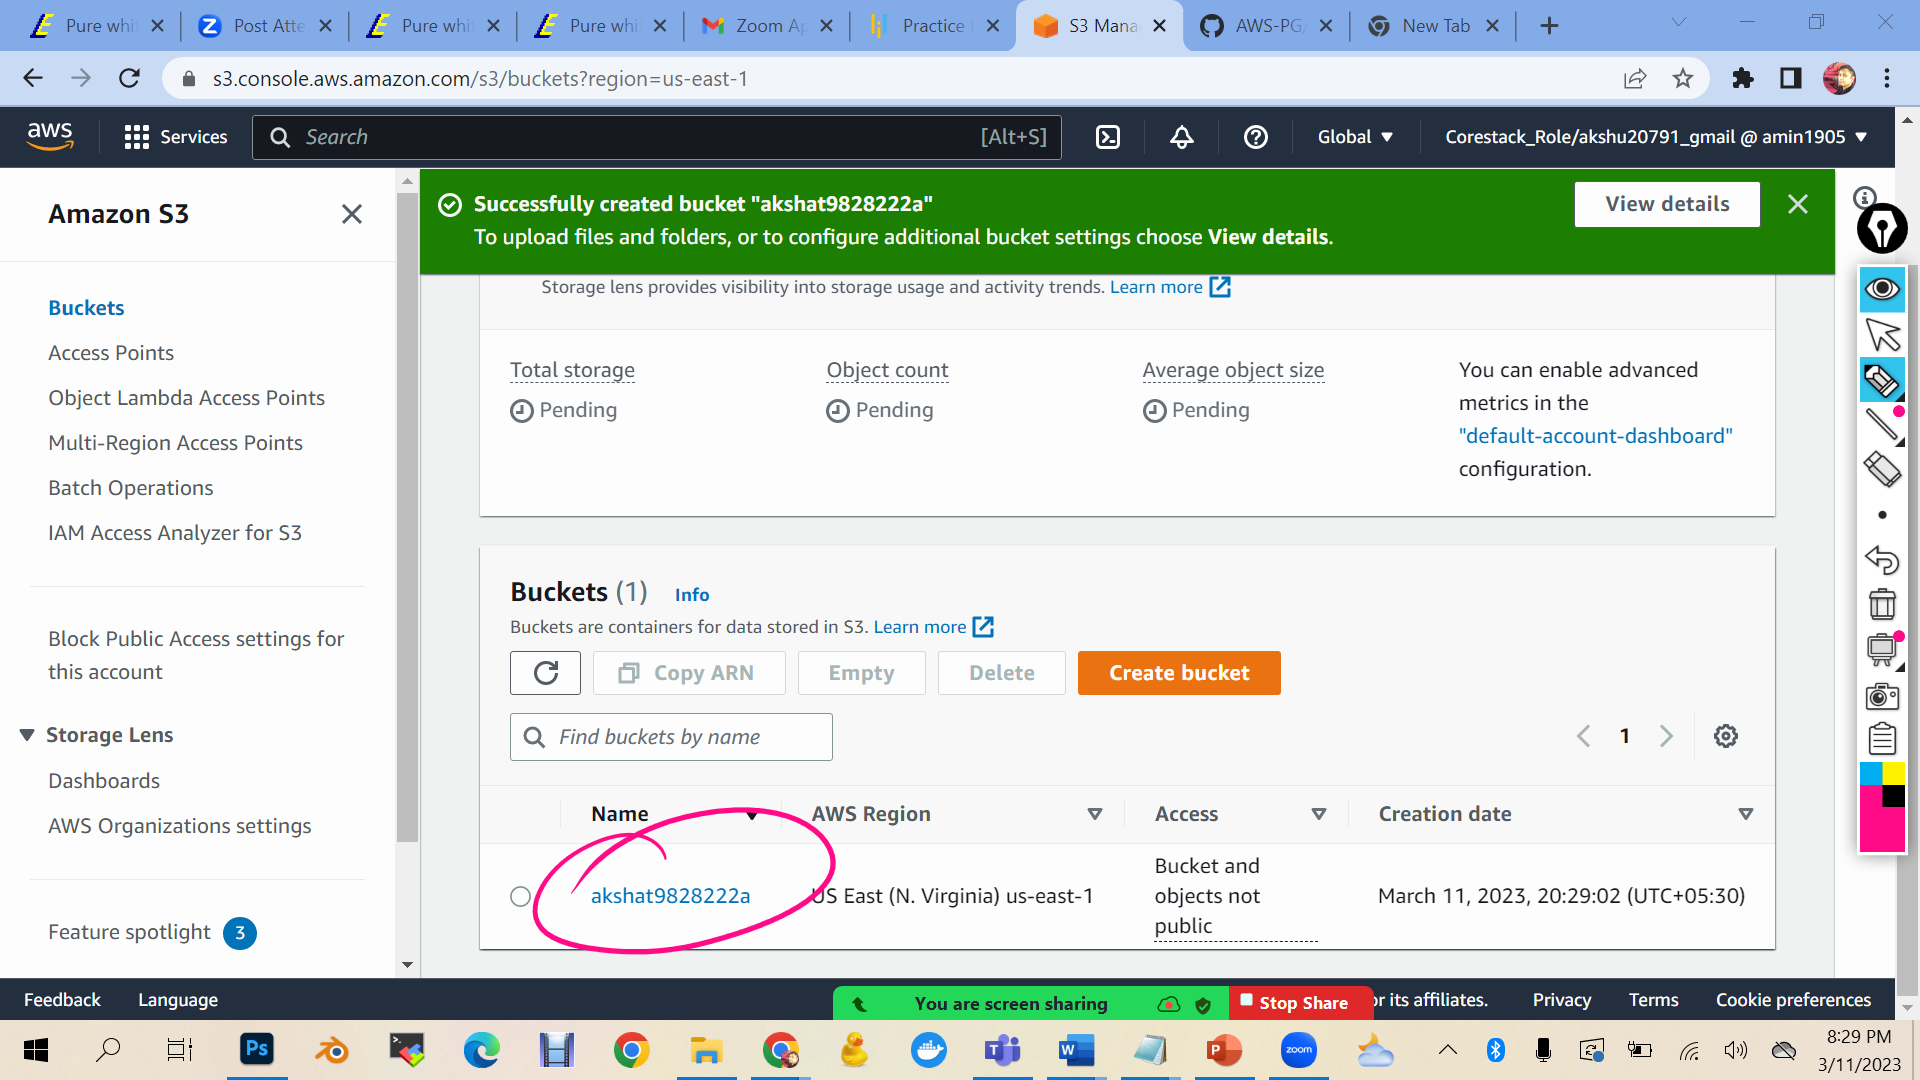 Pure whi
Post Atte
Pure whi
Pure whi
Zoom Ap
Practice
S3 Mana
AWS-PG
New Tab
s3.console.aws.amazon.com/s3/buckets?region=us-east-1
aws
Services
Search
[Alt+S]
Global
Corestack_Role/akshu20791_gmail @ amin1905
Amazon S3
Successfully created bucket "akshat9828222a"
To upload files and folders, or to configure additional bucket settings choose View details.
View details
Buckets
Access Points
Object Lambda Access Points
Multi-Region Access Points
Batch Operations
IAM Access Analyzer for S3
Block Public Access settings for
this account
Storage Lens
Dashboards
AWS Organizations settings
Feature spotlight 3
Storage lens provides visibility into storage usage and activity trends. Learn more
Total storage
Pending
Object count
Pending
Average object size
Pending
You can enable advanced
metrics in the
"default-account-dashboard"
configuration.
Buckets (1) Info
Buckets are containers for data stored in S3. Learn more
Copy ARN
Empty
Delete
Create bucket
Find buckets by name
1
Name
AWS Region
Access
Creation date
akshat9828222a
US East (N. Virginia) us-east-1
Bucket and
objects not
public
March 11, 2023, 20:29:02 (UTC+05:30)
Feedback
Language
You are screen sharing
Stop Share
or its affiliates.
Privacy
Terms
Cookie preferences
Ps
W
P
zoom
8:29 PM
3/11/2023